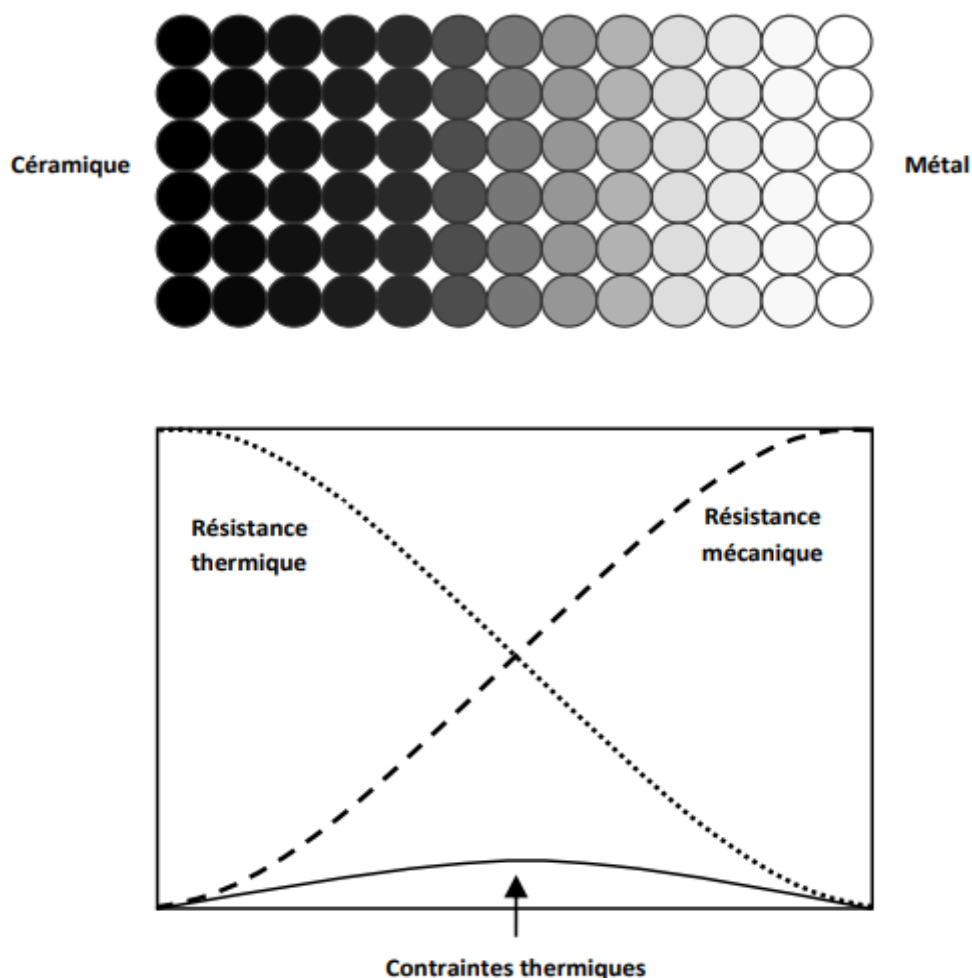 Céramique
Métal
Résistance
thermique
Résistance
mécanique
Contraintes thermiques